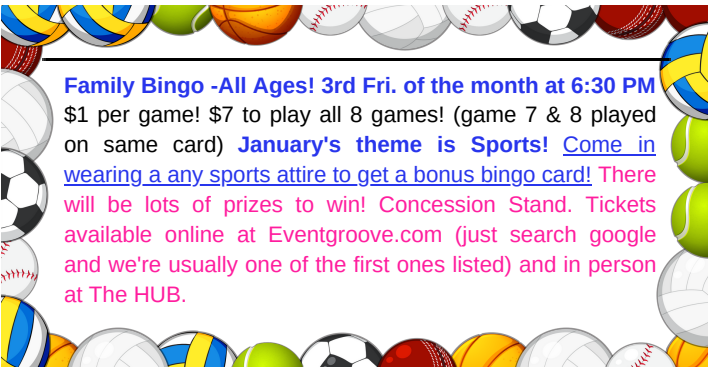 Family Bingo -All Ages! 3rd Fri. of the month at 6:30 PM
$1 per game! $7 to play all 8 games! (game 7 & 8 played
on same card) January's theme is Sports! Come in
wearing a any sports attire to get a bonus bingo card! There
will be lots of prizes to win! Concession Stand. Tickets
available online at Eventgroove.com (just search google
and we're usually one of the first ones listed) and in person
at The HUB.